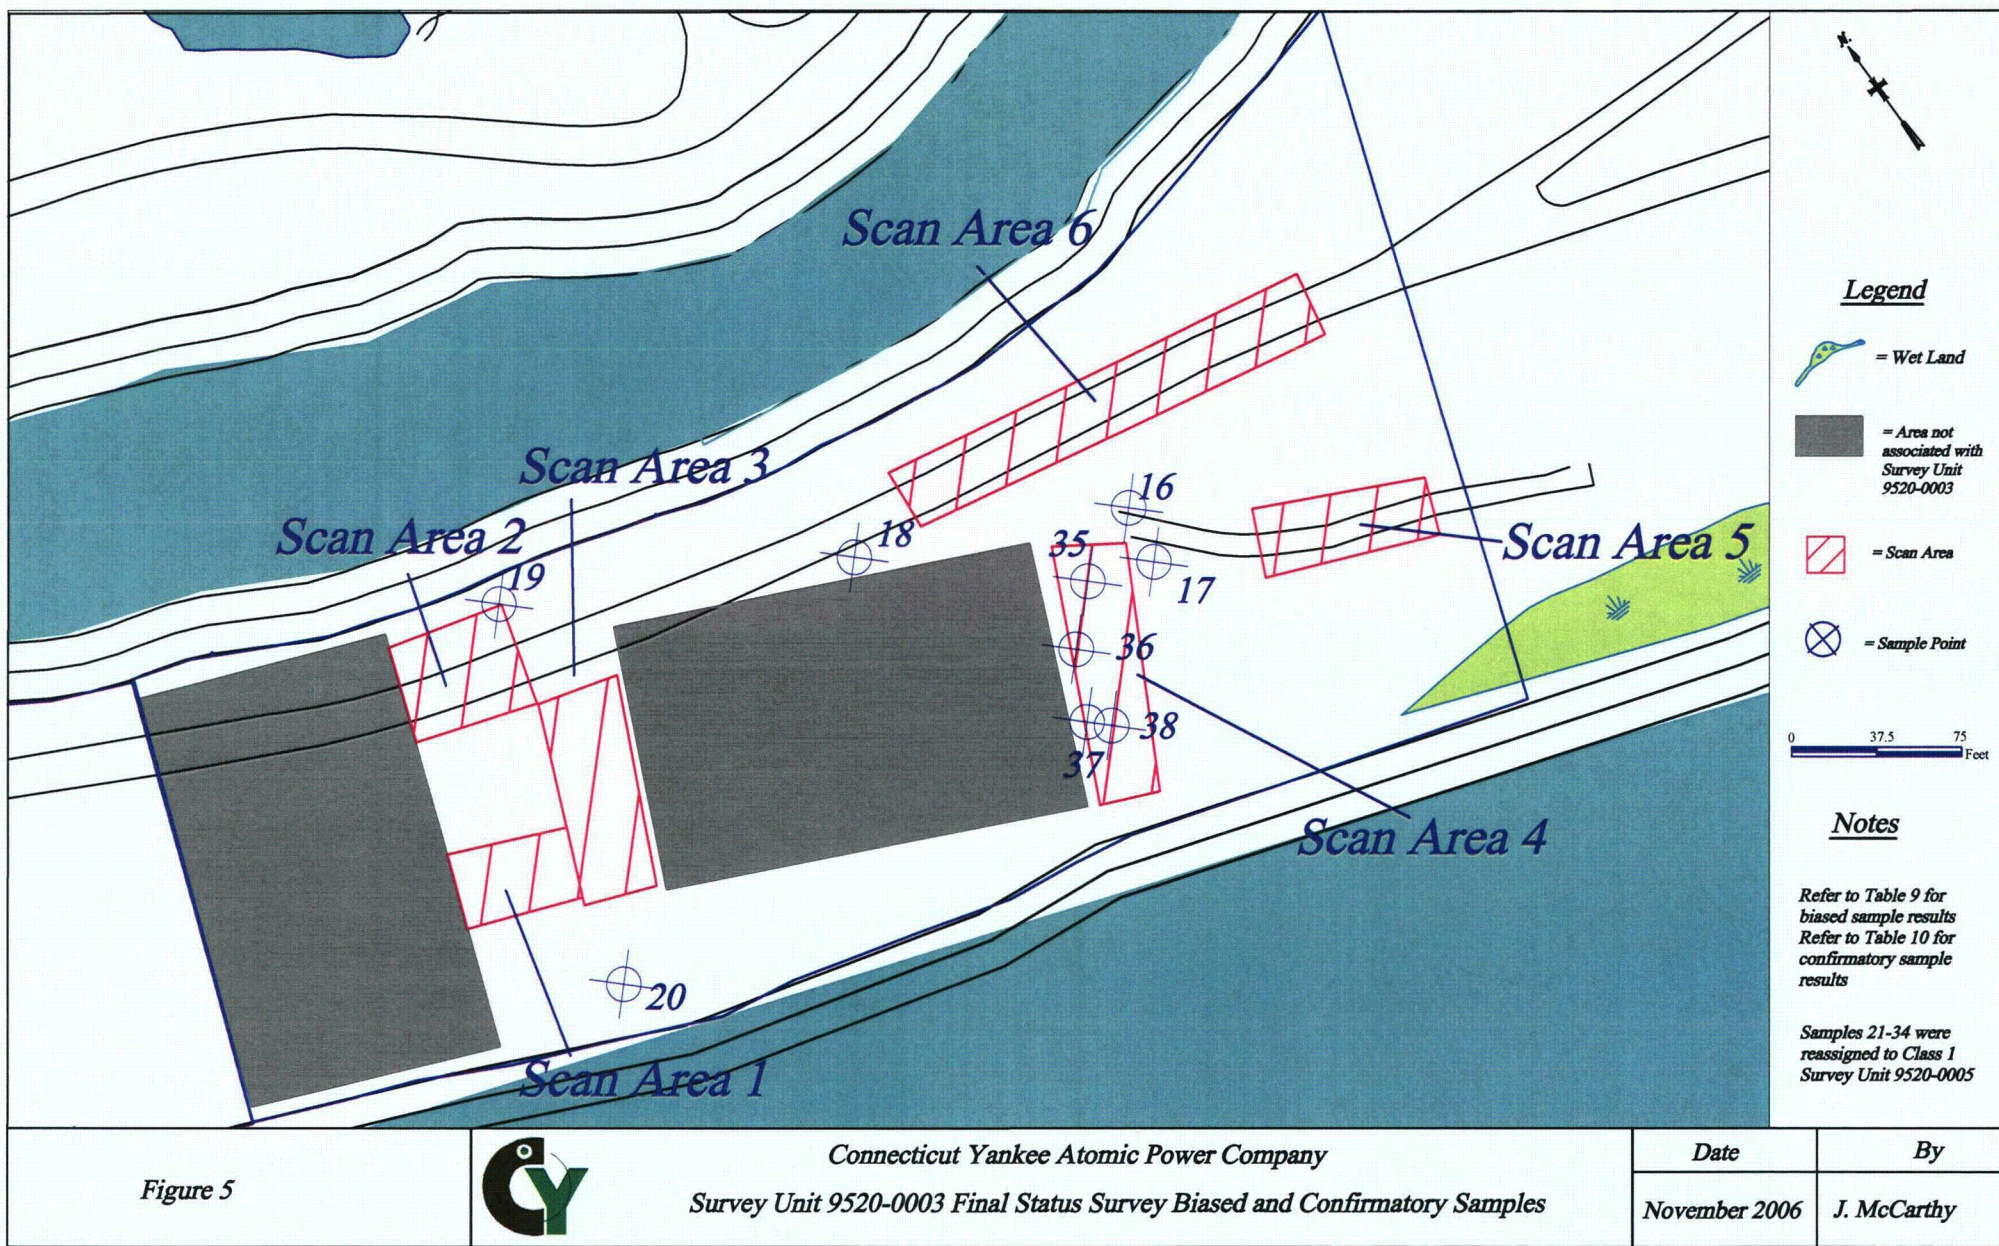 N
Scan Area 6
Scan Area 3
Scan Area 2
19
18
16
35
17
Scan Area 5
36
37
38
Scan Area 4
20
Scan Area 1
Legend
= Wet Land
= Area not
associated with
Survey Unit
9520-0003
= Scan Area
= Sample Point
0 37.5 75
Feet
Notes
Refer to Table 9 for
biased sample results
Refer to Table 10 for
confirmatory sample
results
Samples 21-34 were
reassigned to Class 1
Survey Unit 9520-0005
Figure 5
CY
Connecticut Yankee Atomic Power Company
Survey Unit 9520-0003 Final Status Survey Biased and Confirmatory Samples
Date
By
November 2006
J. McCarthy